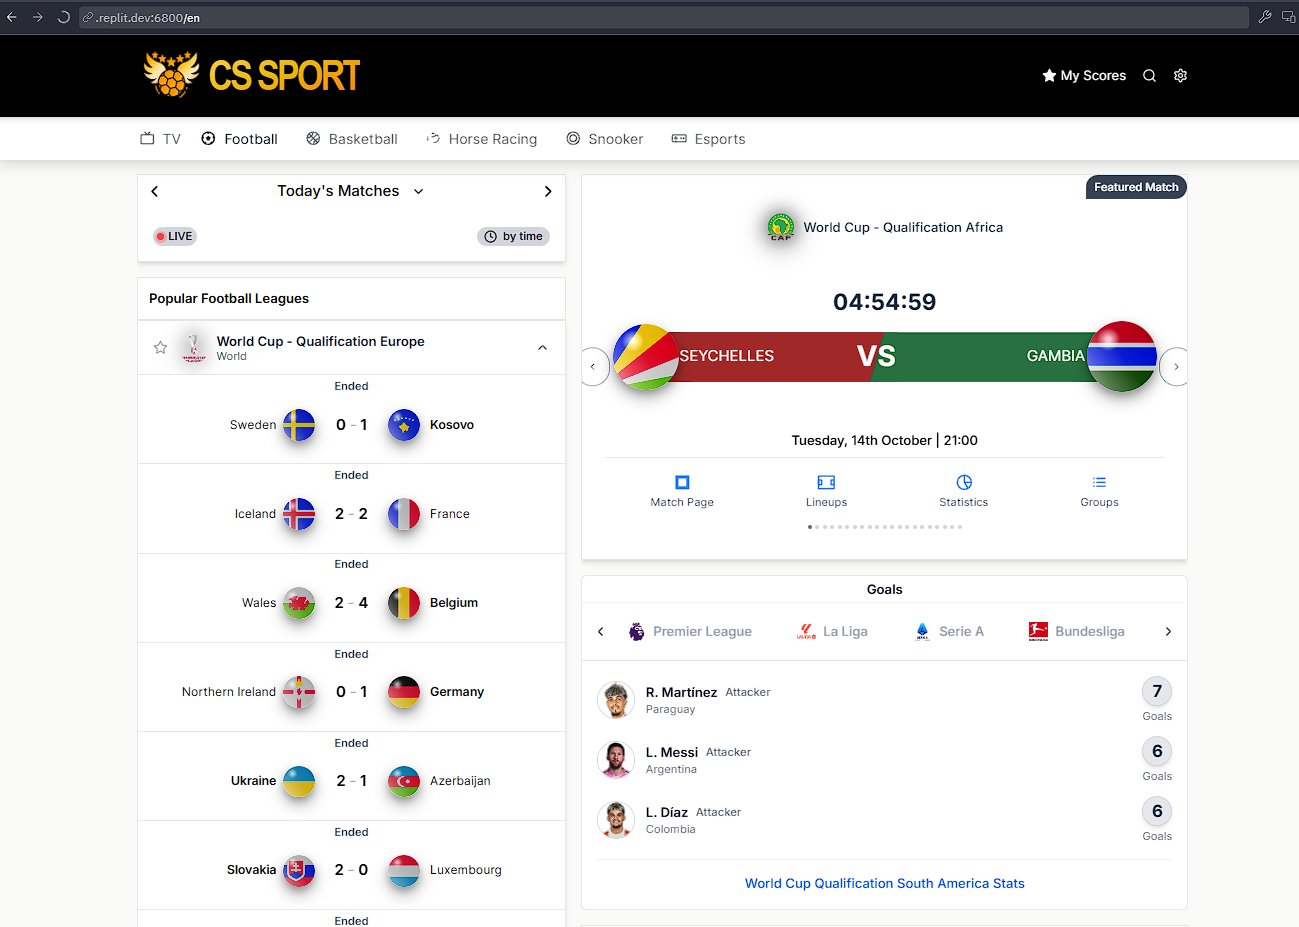 .replit.dev:6800/en
CS SPORT
My Scores
TV Football Basketball Horse Racing Snooker Esports
Today's Matches
LIVE by time
Popular Football Leagues
World Cup - Qualification Europe
World
Ended
Sweden 0 - 1 Kosovo
Ended
Iceland 2 - 2 France
Ended
Wales 2 - 4 Belgium
Ended
Northern Ireland 0 - 1 Germany
Ended
Ukraine 2 - 1 Azerbaijan
Ended
Slovakia 2 - 0 Luxembourg
Ended
Featured Match
CAF
World Cup - Qualification Africa
04:54:59
SEYCHELLES VS GAMBIA
Tuesday, 14th October | 21:00
Match Page Lineups Statistics Groups
Goals
Premier League La Liga Serie A Bundesliga
R. Martínez Attacker 7
Paraguay Goals
L. Messi Attacker 6
Argentina Goals
L. Díaz Attacker 6
Colombia Goals
World Cup Qualification South America Stats